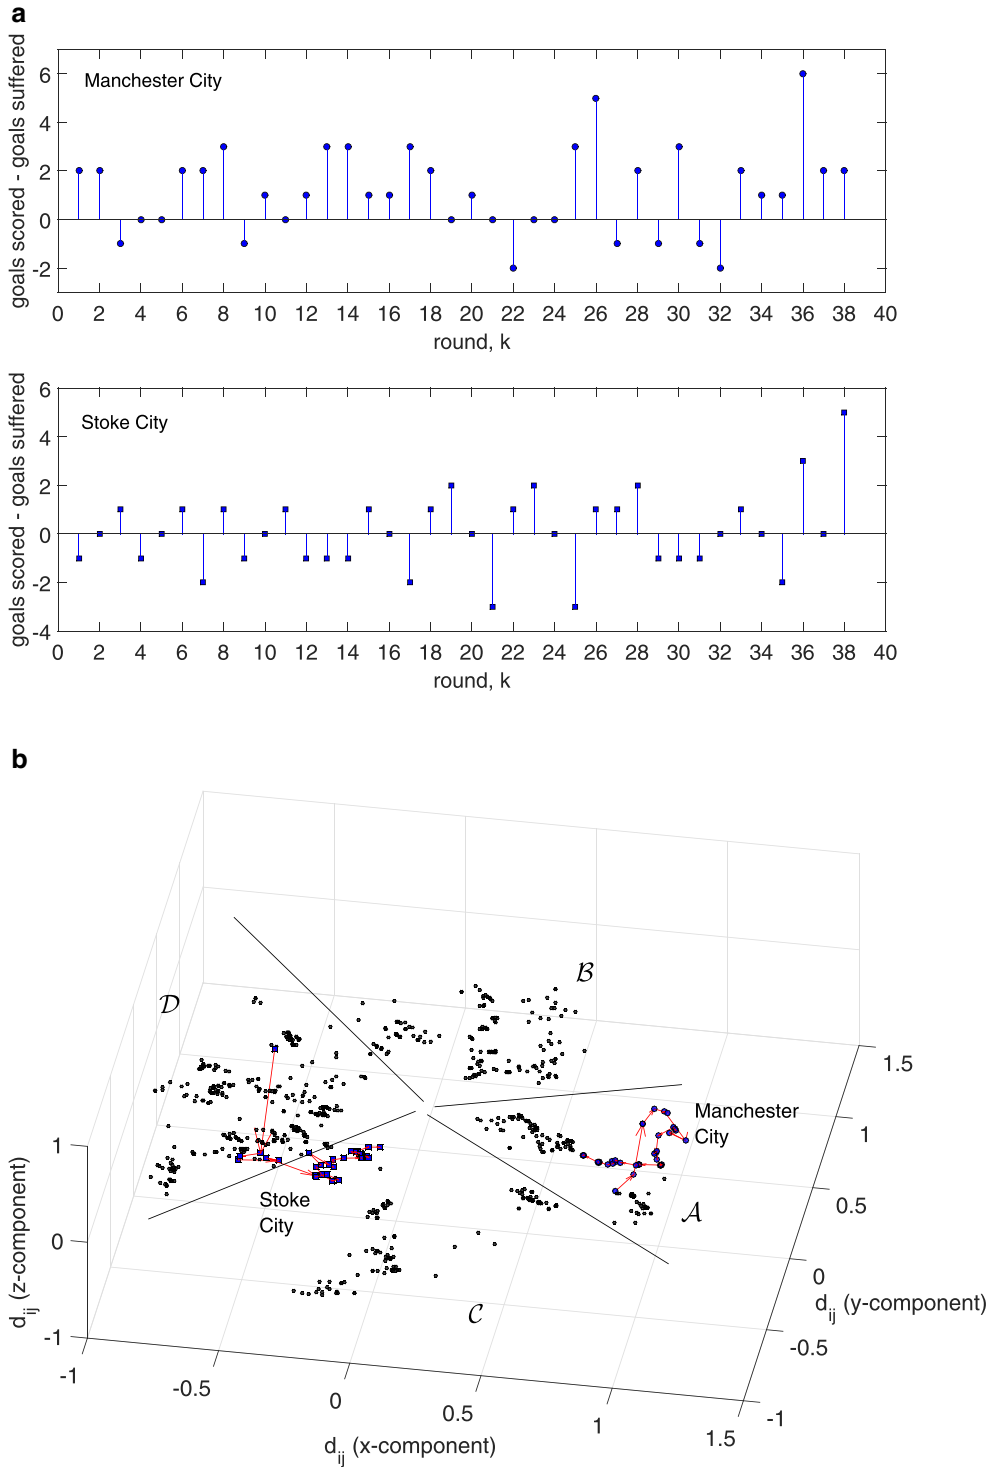 a
goals scored - goals suffered
Manchester City
6
4
2
0
-2
0 2 4 6 8 10 12 14 16 18 20 22 24 26 28 30 32 34 36 38 40
round, k
goals scored - goals suffered
Stoke City
6
4
2
0
-2
-4
0 2 4 6 8 10 12 14 16 18 20 22 24 26 28 30 32 34 36 38 40
round, k
b
B
D
1.5
Manchester
City
1
1
Stoke
City
A
0.5
0
0
C
-1
-0.5
-1
-1
-0.5
0
0.5
1
1.5
d_ij (x-component)
d_ij (y-component)
d_ij (z-component)